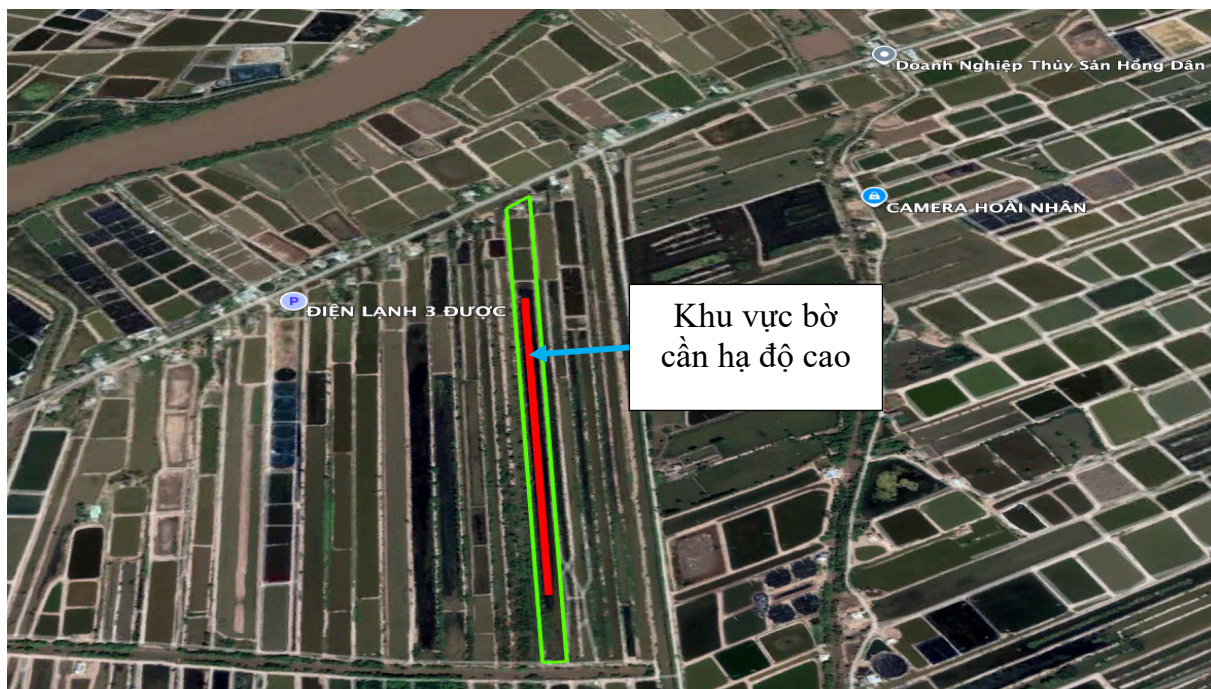 Doanh Nghiệp Thủy Sản Hồng Dân
CAMERA HOÀI NHÂN
P
ĐIỆN LẠNH 3 ĐƯỢC
Khu vực bờ
cần hạ độ cao